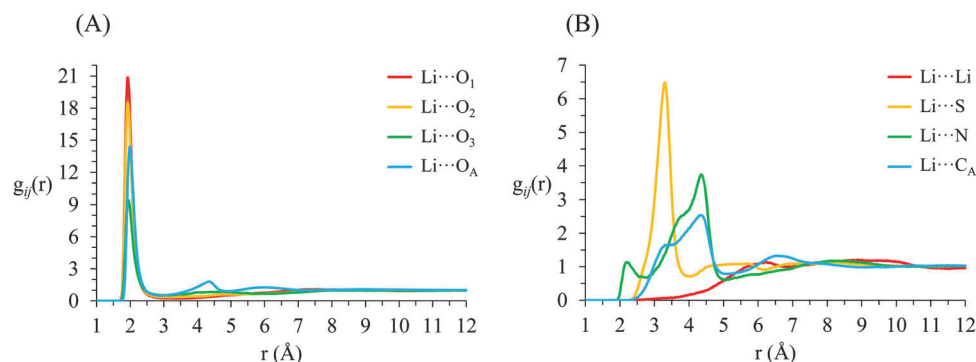 (A)
21
18
15
12
9
6
3
0
g_ij(r)
1 2 3 4 5 6 7 8 9 10 11 12
r (Å)
Li···O₁
Li···O₂
Li···O₃
Li···O_A
(B)
7
6
5
4
3
2
1
0
g_ij(r)
1 2 3 4 5 6 7 8 9 10 11 12
r (Å)
Li···Li
Li···S
Li···N
Li···C_A